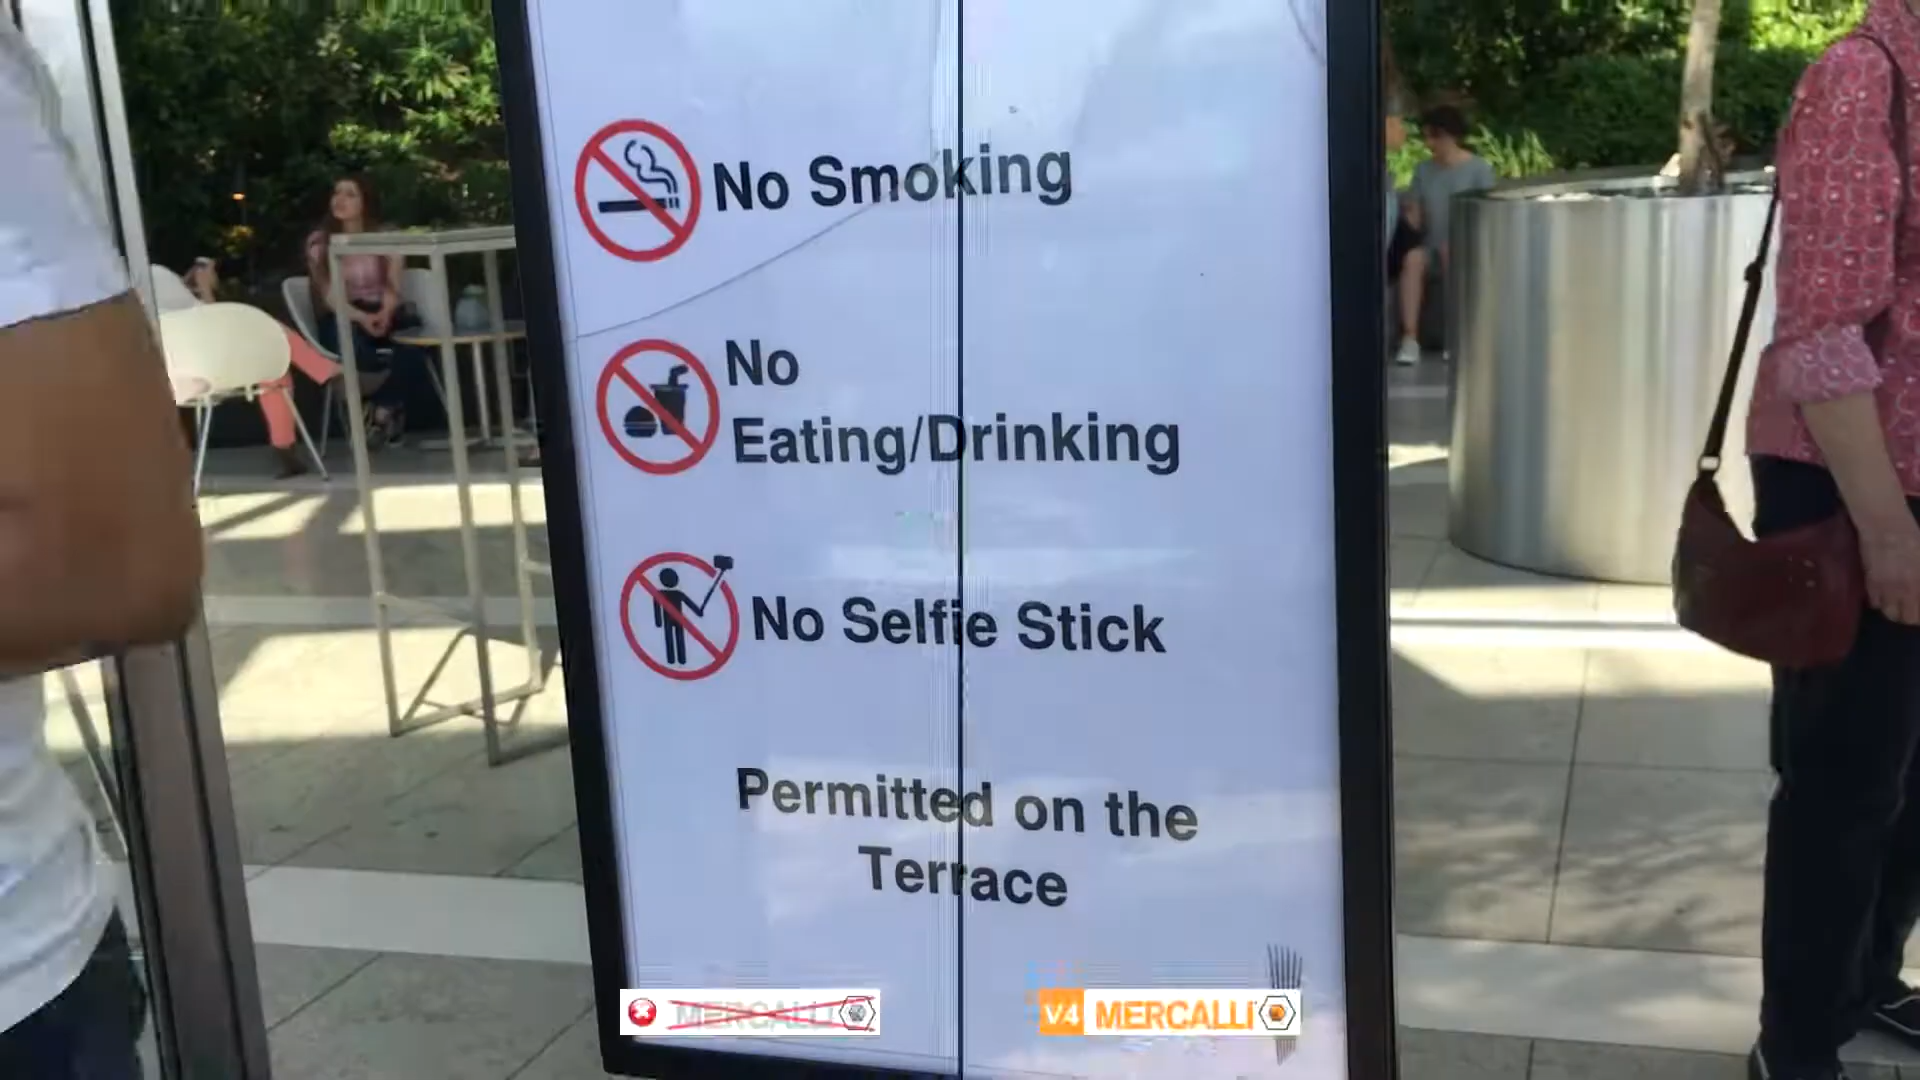 No Smoking
No
Eating/Drinking
No Selfie Stick
Permitted on the
Terrace
MERCALLI
V4 MERCALLI